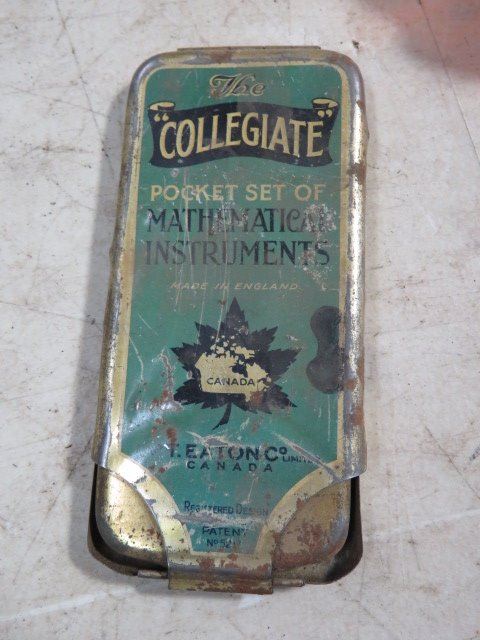 The
"COLLEGIATE"
POCKET SET OF
MATHEMATICAL
INSTRUMENTS
MADE IN ENGLAND
CANADA
T. EATON Co LIMITED
CANADA
REGISTERED DESIGN
PATENT